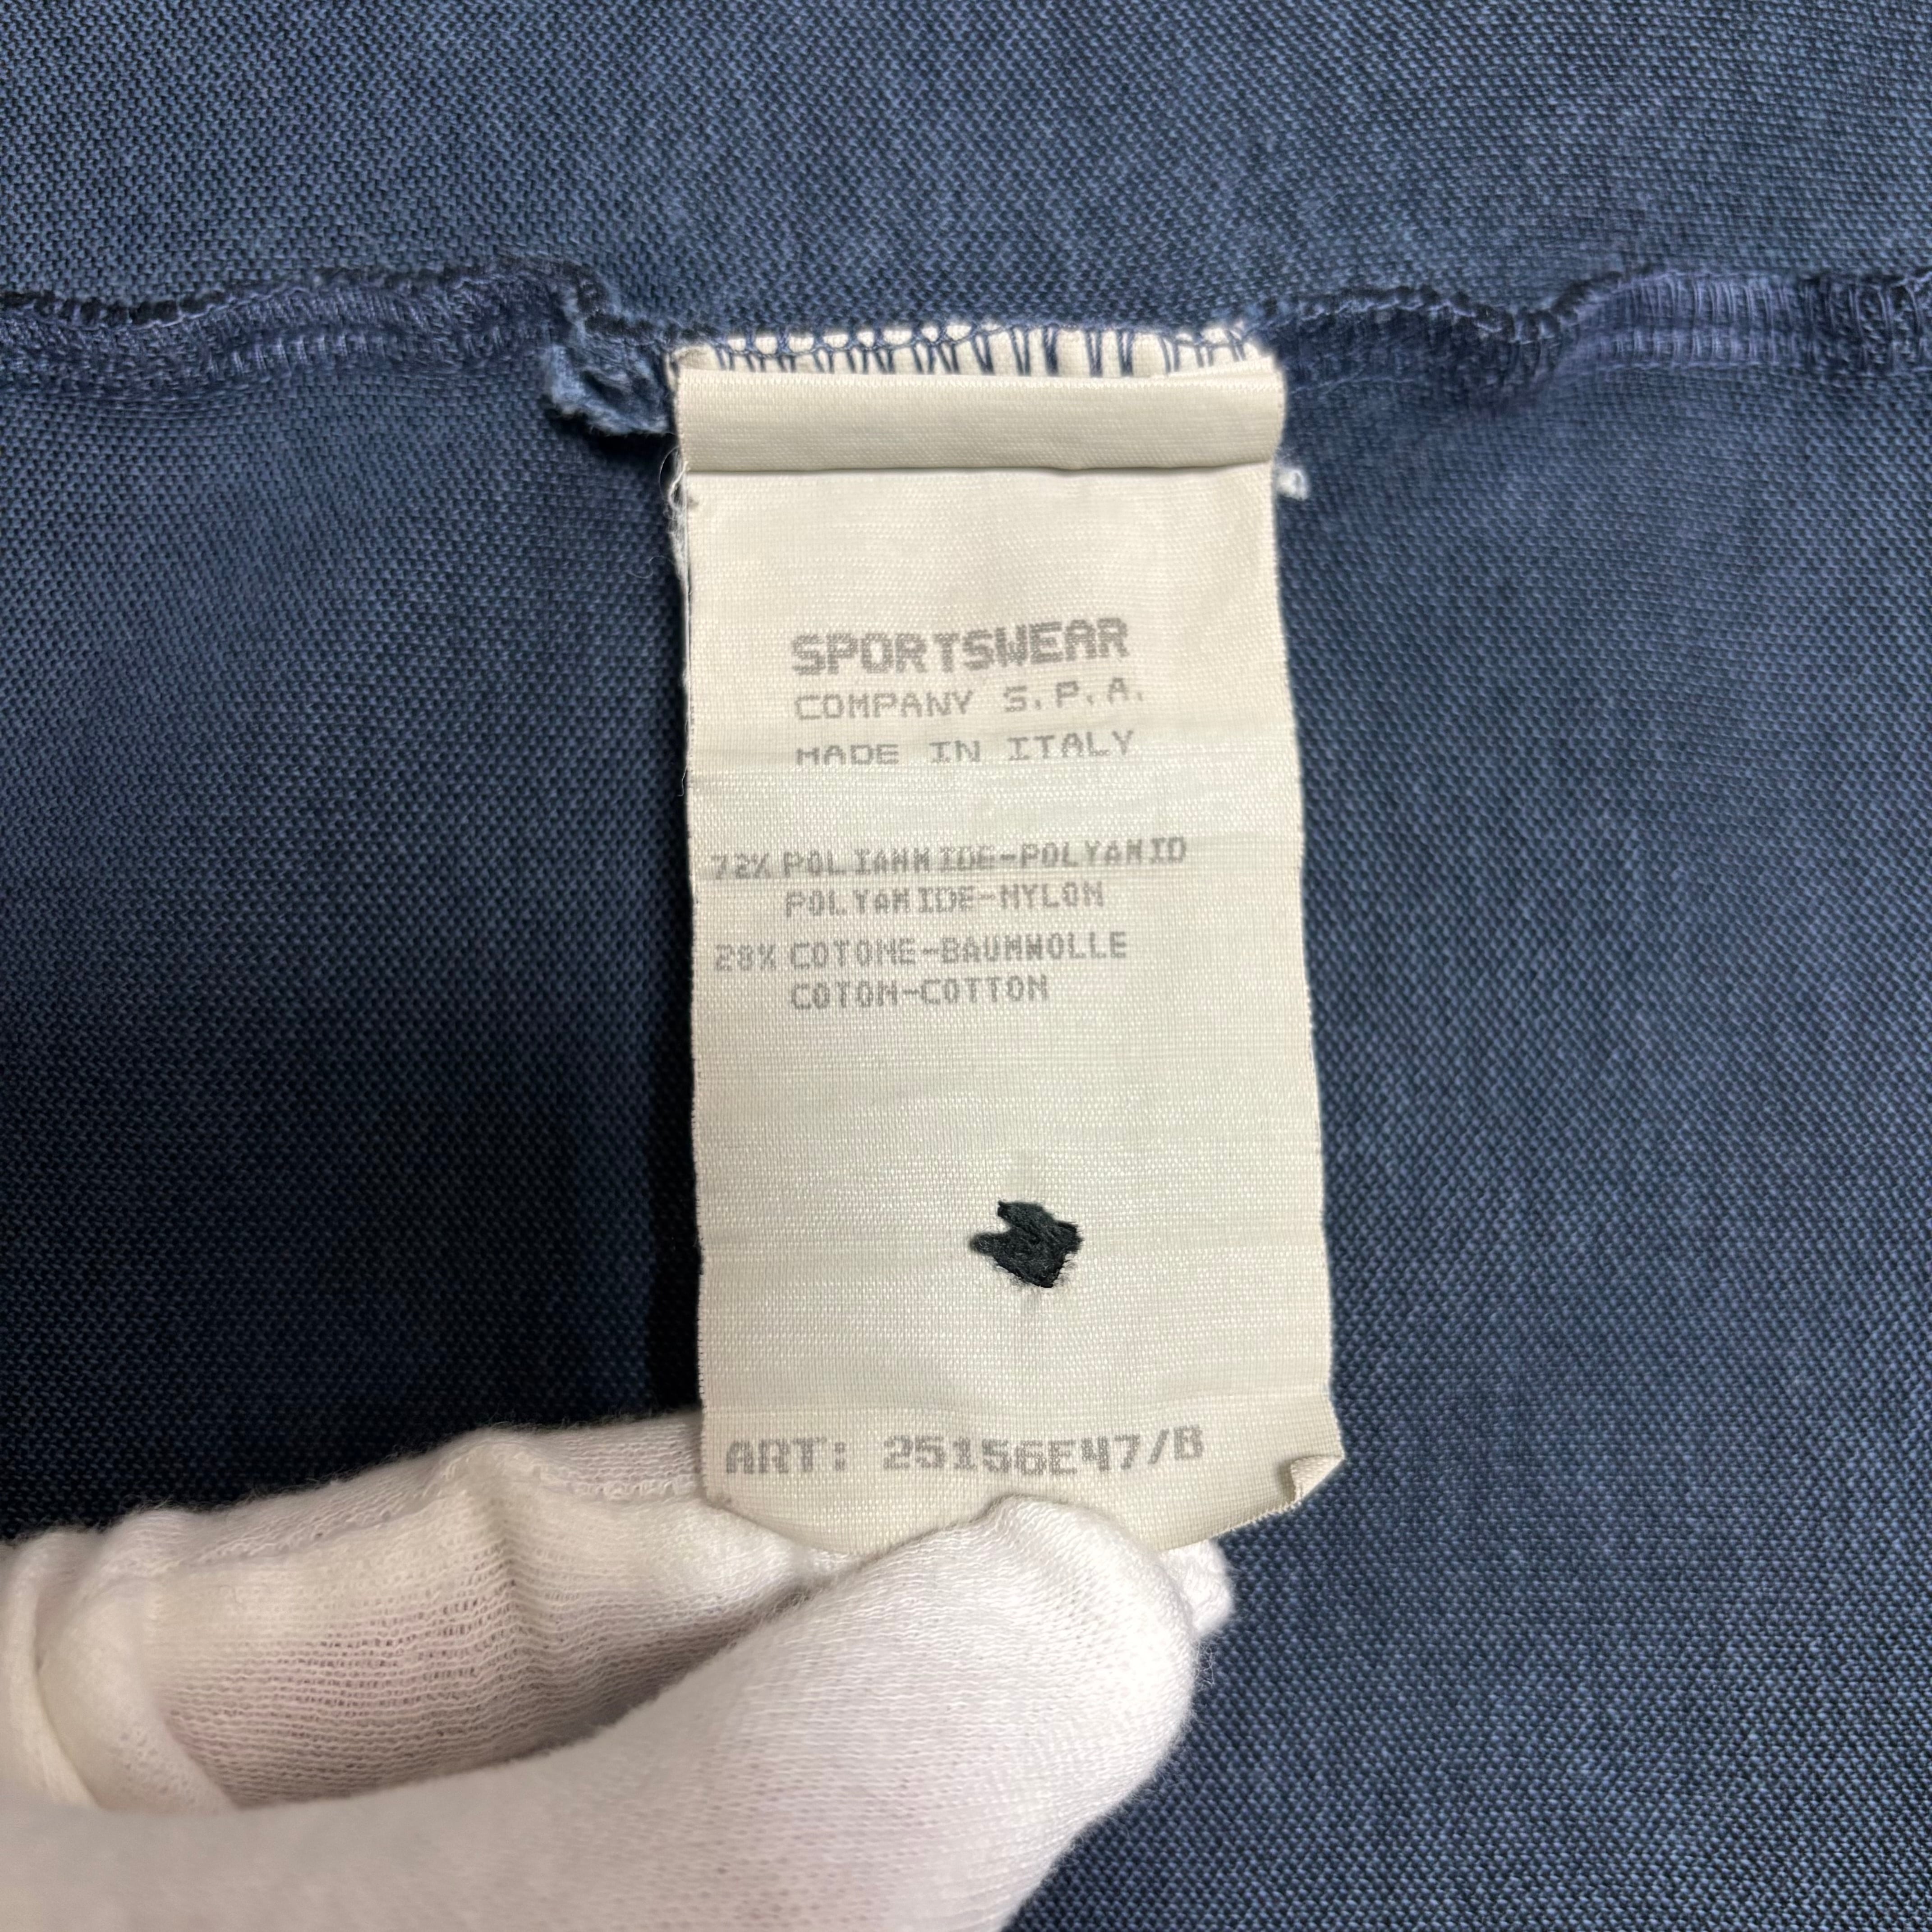 SPORTSWEAR
COMPANY S.P.A.
MADE IN ITALY
72% POLIAMMIDE-POLYAMID
POLYAMIDE-NYLON
28% COTONE-BAUMWOLLE
COTON-COTTON
ART: 25156E47/B